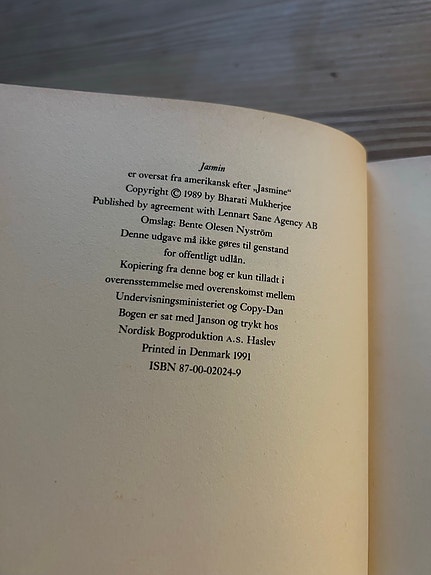 Jasmin
er oversat fra amerikansk efter „Jasmine“
Copyright © 1989 by Bharati Mukherjee
Published by agreement with Lennart Sane Agency AB
Omslag: Bente Olesen Nyström
Denne udgave må ikke gøres til genstand
for offentligt udlån.
Kopiering fra denne bog er kun tilladt i
overensstemmelse med overenskomst mellem
Undervisningsministeriet og Copy-Dan
Bogen er sat med Janson og trykt hos
Nordisk Bogproduktion A.S. Haslev
Printed in Denmark 1991
ISBN 87-00-02024-9